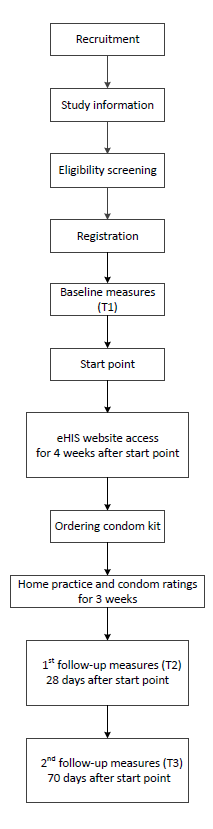 Recruitment
Study information
Eligibility screening
Registration
Baseline measures
(T1)
Start point
eHIS website access
for 4 weeks after start point
Ordering condom kit
Home practice and condom ratings
for 3 weeks
1st follow-up measures (T2)
28 days after start point
2nd follow-up measures (T3)
70 days after start point